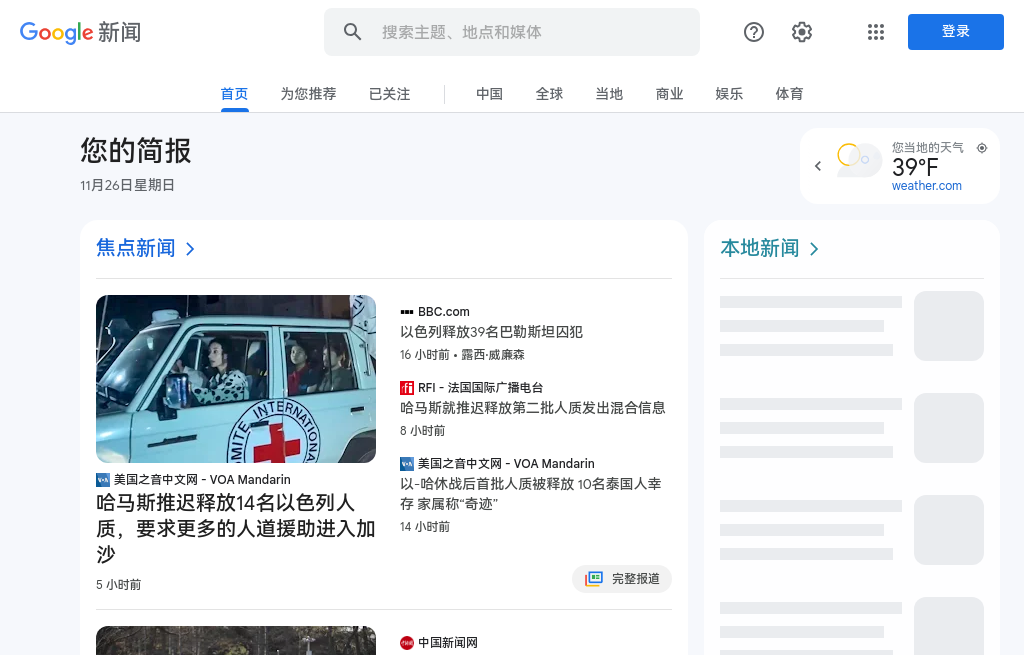 Google 新闻
搜索主题、地点和媒体
登录
首页
为您推荐
已关注
中国
全球
当地
商业
娱乐
体育
您的简报
11月26日星期日
您当地的天气
39°F
weather.com
焦点新闻
COMITE INTERNATIONAL
VOA 美国之音中文网 - VOA Mandarin
哈马斯推迟释放14名以色列人
质，要求更多的人道援助进入加
沙
5 小时前
BBC.com
以色列释放39名巴勒斯坦囚犯
16 小时前 • 露西·威廉森
rfi RFI - 法国国际广播电台
哈马斯就推迟释放第二批人质发出混合信息
8 小时前
VOA 美国之音中文网 - VOA Mandarin
以-哈休战后首批人质被释放 10名泰国人幸
存 家属称“奇迹”
14 小时前
完整报道
中国新闻网
本地新闻